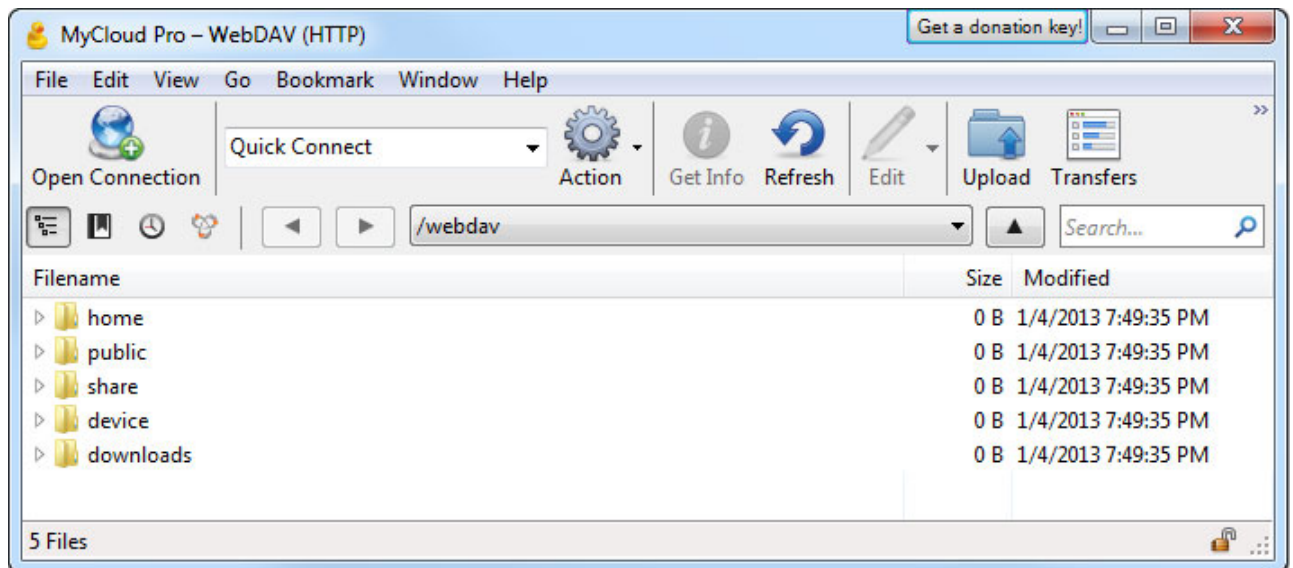 MyCloud Pro – WebDAV (HTTP) Get a donation key!
File Edit View Go Bookmark Window Help
Quick Connect
Open Connection Action Get Info Refresh Edit Upload Transfers
/webdav Search...
Filename Size Modified
home 0 B 1/4/2013 7:49:35 PM
public 0 B 1/4/2013 7:49:35 PM
share 0 B 1/4/2013 7:49:35 PM
device 0 B 1/4/2013 7:49:35 PM
downloads 0 B 1/4/2013 7:49:35 PM
5 Files